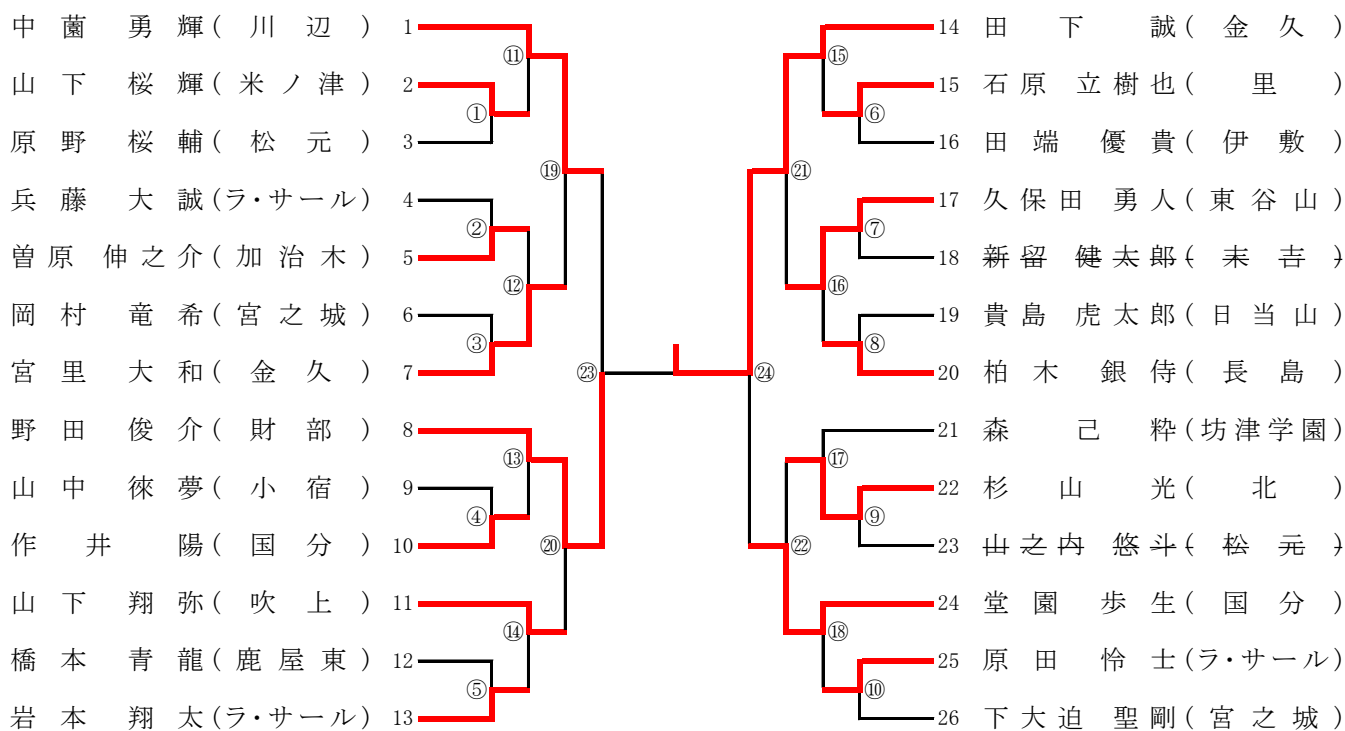 中薗 勇輝(川辺) 1
山下 桜輝(米ノ津) 2
原野 桜輔(松元) 3
兵藤 大誠(ラ・サール) 4
曽原 伸之介(加治木) 5
岡村 竜希(宮之城) 6
宮里 大和(金久) 7
野田 俊介(財部) 8
山中 徠夢(小宿) 9
作井 陽(国分) 10
山下 翔弥(吹上) 11
橋本 青龍(鹿屋東) 12
岩本 翔太(ラ・サール) 13
⑪
①
②
⑫
③
⑬
④
⑭
⑤
⑲
⑳
㉓
㉔
㉑
㉒
⑮
⑥
⑦
⑯
⑧
⑰
⑨
⑱
⑩
14 田下 誠(金久)
15 石原 立樹也(里)
16 田端 優貴(伊敷)
17 久保田 勇人(東谷山)
18 新留 健太郎(末吉)
19 貴島 虎太郎(日当山)
20 柏木 銀侍(長島)
21 森 己粋(坊津学園)
22 杉山 光(北)
23 山之内 悠斗(松元)
24 堂園 歩生(国分)
25 原田 怜士(ラ・サール)
26 下大迫 聖剛(宮之城)